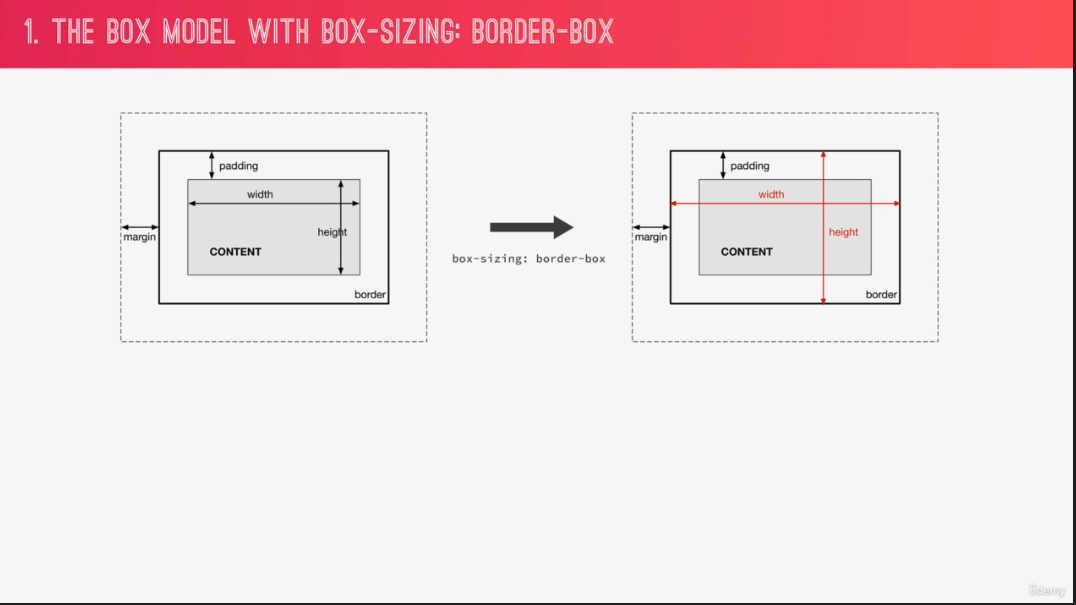 1. THE BOX MODEL WITH BOX-SIZING: BORDER-BOX
padding
width
height
margin
CONTENT
border
box-sizing: border-box
padding
width
height
margin
CONTENT
border
ûdemy